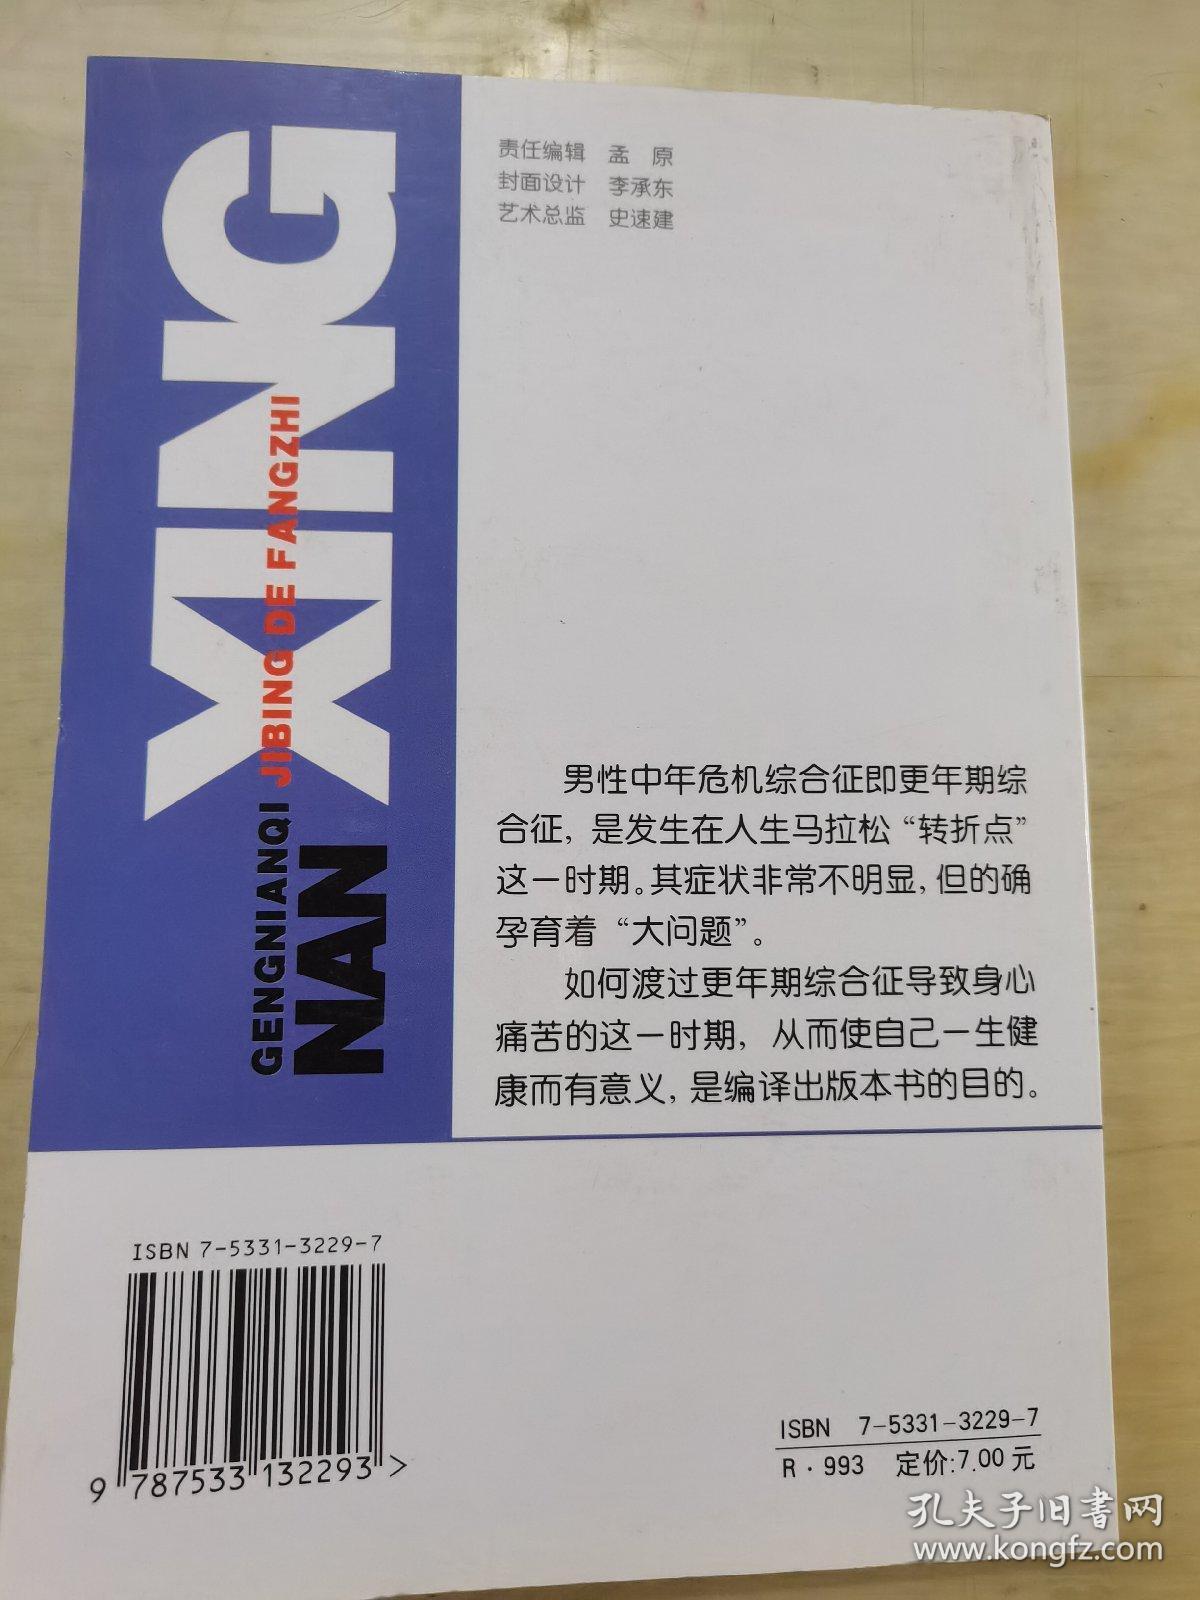 责任编辑 孟 原
封面设计 李承东
艺术总监 史速建
XING
NAN
GENGNIANQI JIBING DE FANGZHI
男性中年危机综合征即更年期综
合征，是发生在人生马拉松“转折点”
这一时期。其症状非常不明显，但的确
孕育着“大问题”。
如何渡过更年期综合征导致身心
痛苦的这一时期，从而使自己一生健
康而有意义，是编译出版本书的目的。
ISBN 7-5331-3229-7
9 787533 132293 >
ISBN 7-5331-3229-7
R·993 定价:7.00元
孔夫子旧书网
www.kongfz.com